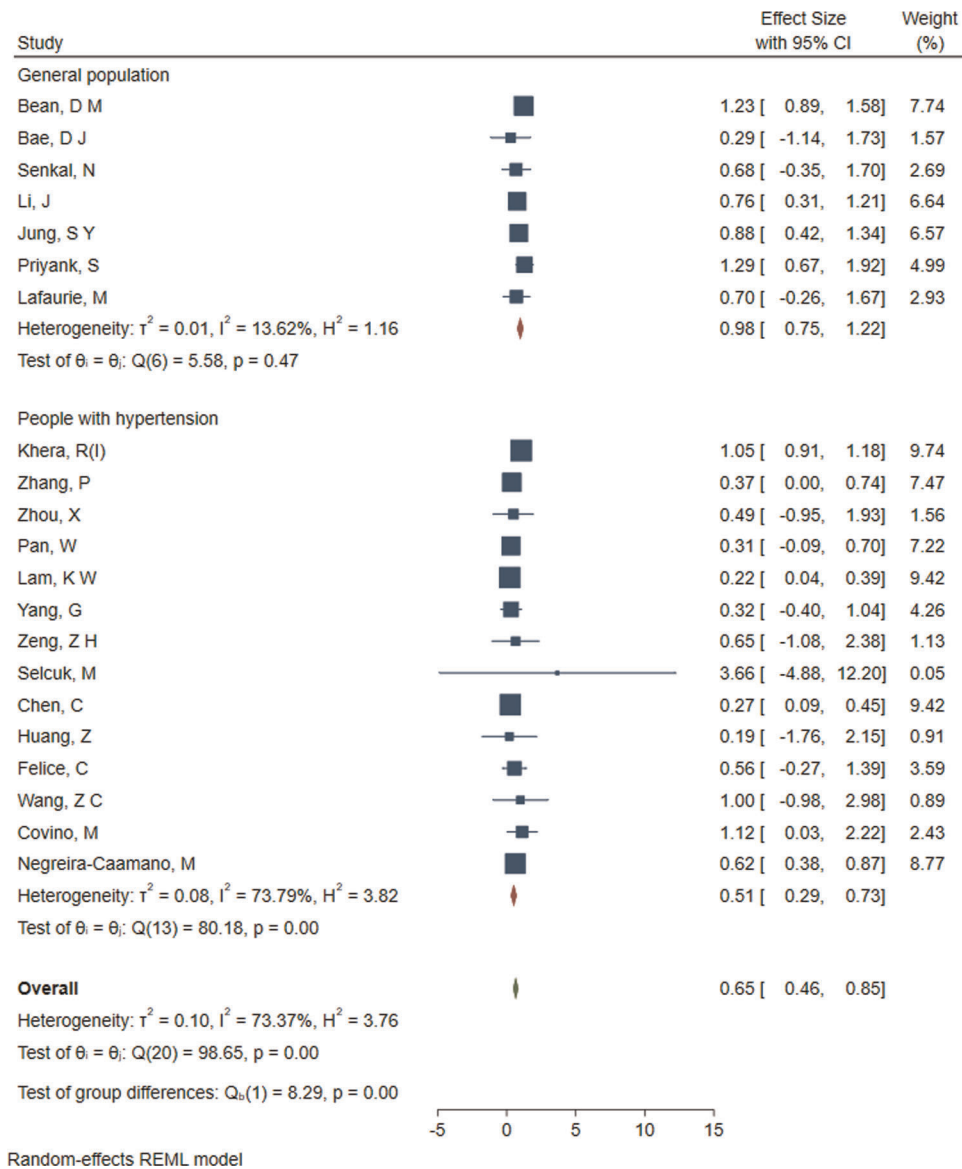 Effect Size Weight
Study with 95% CI (%)
General population
Bean, D M 1.23 [ 0.89, 1.58] 7.74
Bae, D J 0.29 [ -1.14, 1.73] 1.57
Senkal, N 0.68 [ -0.35, 1.70] 2.69
Li, J 0.76 [ 0.31, 1.21] 6.64
Jung, S Y 0.88 [ 0.42, 1.34] 6.57
Priyank, S 1.29 [ 0.67, 1.92] 4.99
Lafaurie, M 0.70 [ -0.26, 1.67] 2.93
Heterogeneity: τ² = 0.01, I² = 13.62%, H² = 1.16 0.98 [ 0.75, 1.22]
Test of θᵢ = θⱼ: Q(6) = 5.58, p = 0.47
People with hypertension
Khera, R(I) 1.05 [ 0.91, 1.18] 9.74
Zhang, P 0.37 [ 0.00, 0.74] 7.47
Zhou, X 0.49 [ -0.95, 1.93] 1.56
Pan, W 0.31 [ -0.09, 0.70] 7.22
Lam, K W 0.22 [ 0.04, 0.39] 9.42
Yang, G 0.32 [ -0.40, 1.04] 4.26
Zeng, Z H 0.65 [ -1.08, 2.38] 1.13
Selcuk, M 3.66 [ -4.88, 12.20] 0.05
Chen, C 0.27 [ 0.09, 0.45] 9.42
Huang, Z 0.19 [ -1.76, 2.15] 0.91
Felice, C 0.56 [ -0.27, 1.39] 3.59
Wang, Z C 1.00 [ -0.98, 2.98] 0.89
Covino, M 1.12 [ 0.03, 2.22] 2.43
Negreira-Caamano, M 0.62 [ 0.38, 0.87] 8.77
Heterogeneity: τ² = 0.08, I² = 73.79%, H² = 3.82 0.51 [ 0.29, 0.73]
Test of θᵢ = θⱼ: Q(13) = 80.18, p = 0.00
Overall 0.65 [ 0.46, 0.85]
Heterogeneity: τ² = 0.10, I² = 73.37%, H² = 3.76
Test of θᵢ = θⱼ: Q(20) = 98.65, p = 0.00
Test of group differences: Q_b(1) = 8.29, p = 0.00
-5 0 5 10 15
Random-effects REML model